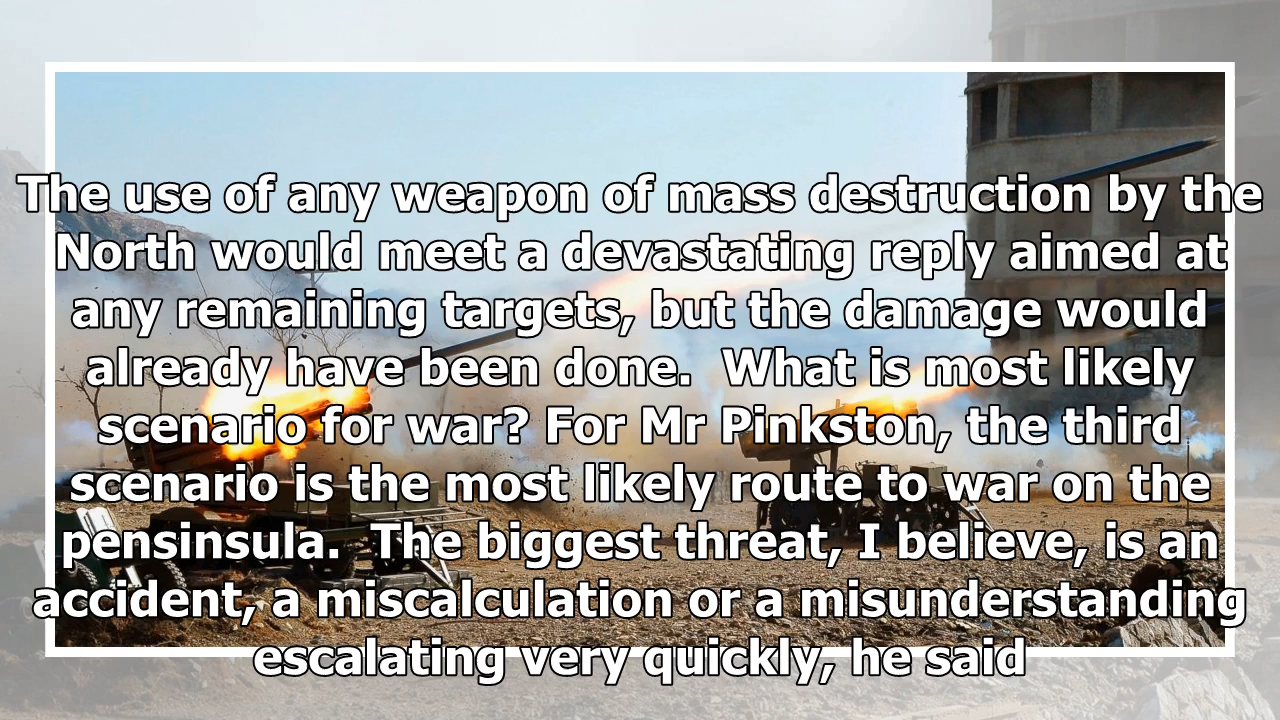 The use of any weapon of mass destruction by the
North would meet a devastating reply aimed at
any remaining targets, but the damage would
already have been done.  What is most likely
scenario for war? For Mr Pinkston, the third
scenario is the most likely route to war on the
pensinsula.  The biggest threat, I believe, is an
accident, a miscalculation or a misunderstanding
escalating very quickly, he said